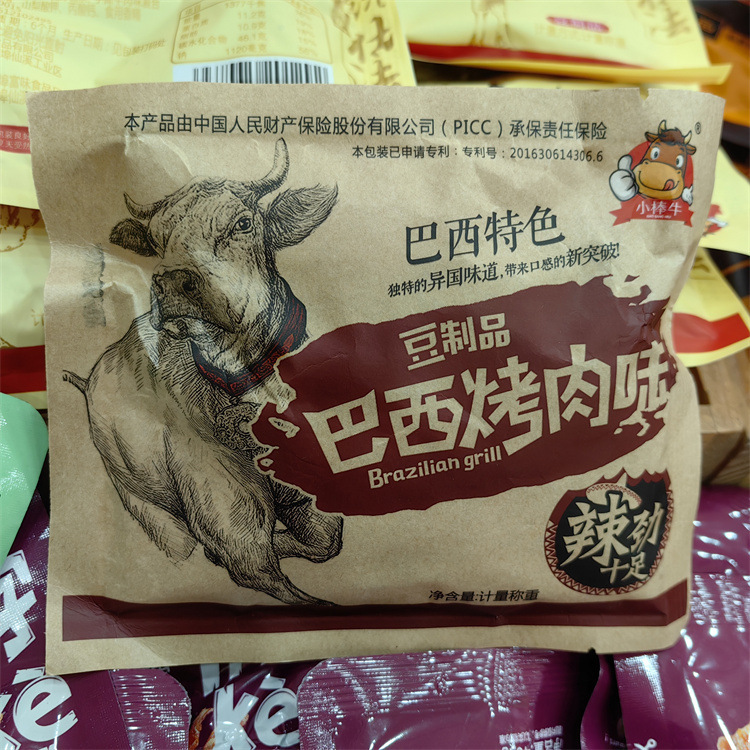 本产品由中国人民财产保险股份有限公司（PICC）承保责任保险
本包装已申请专利：专利号：201630614306.6
小棒牛
巴西特色
独特的异国味道,带来口感的新突破!
豆制品
巴西烤肉味
Brazilian grill
辣劲
十足
净含量:计量称重